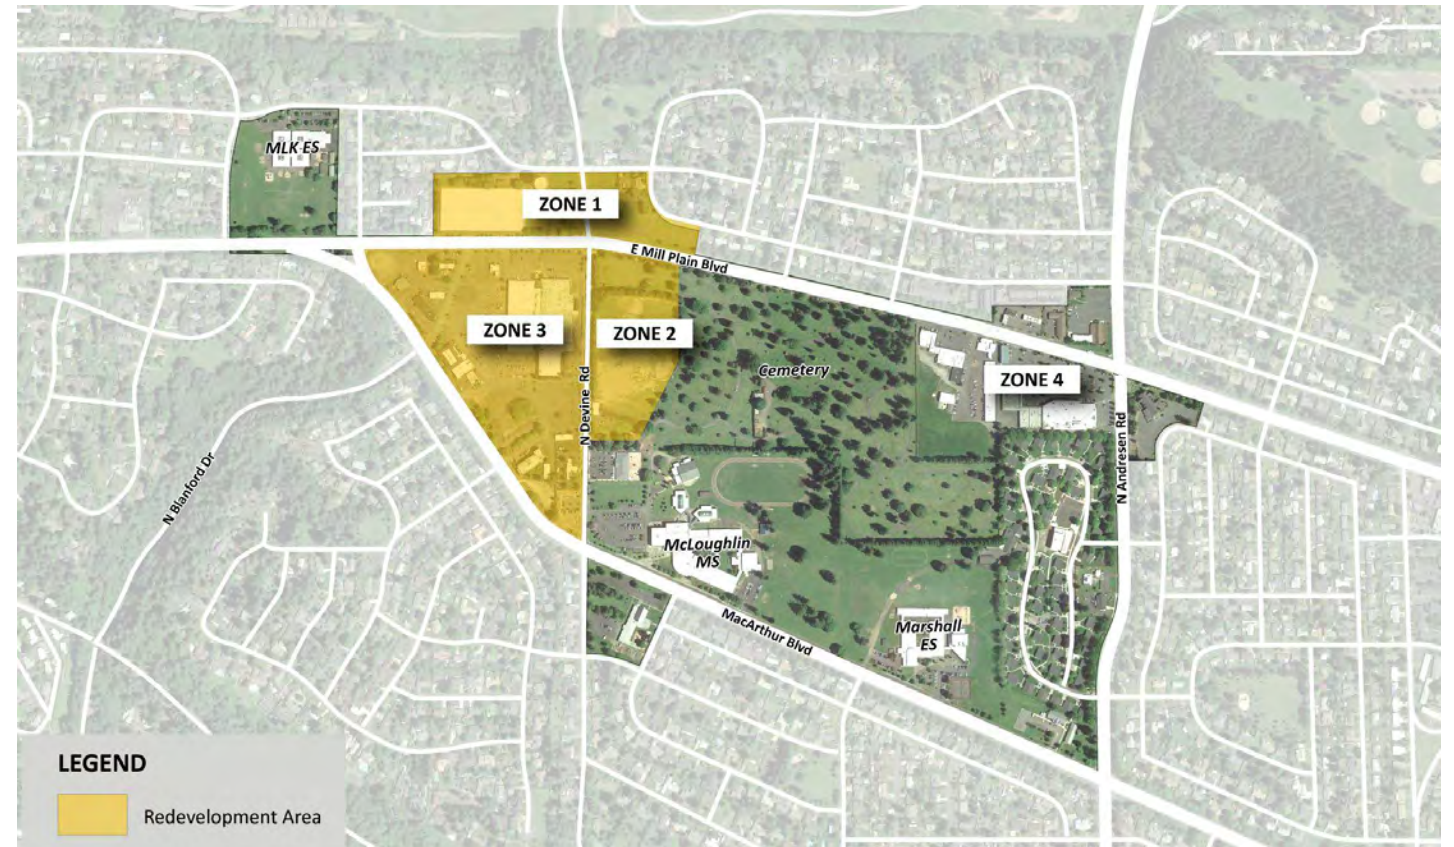 MLK ES
ZONE 1
E Mill Plain Blvd
ZONE 3
ZONE 2
Cemetery
ZONE 4
N Devine Rd
N Andresen Rd
N Blanford Dr
McLoughlin
MS
MacArthur Blvd
Marshall
ES
LEGEND
Redevelopment Area